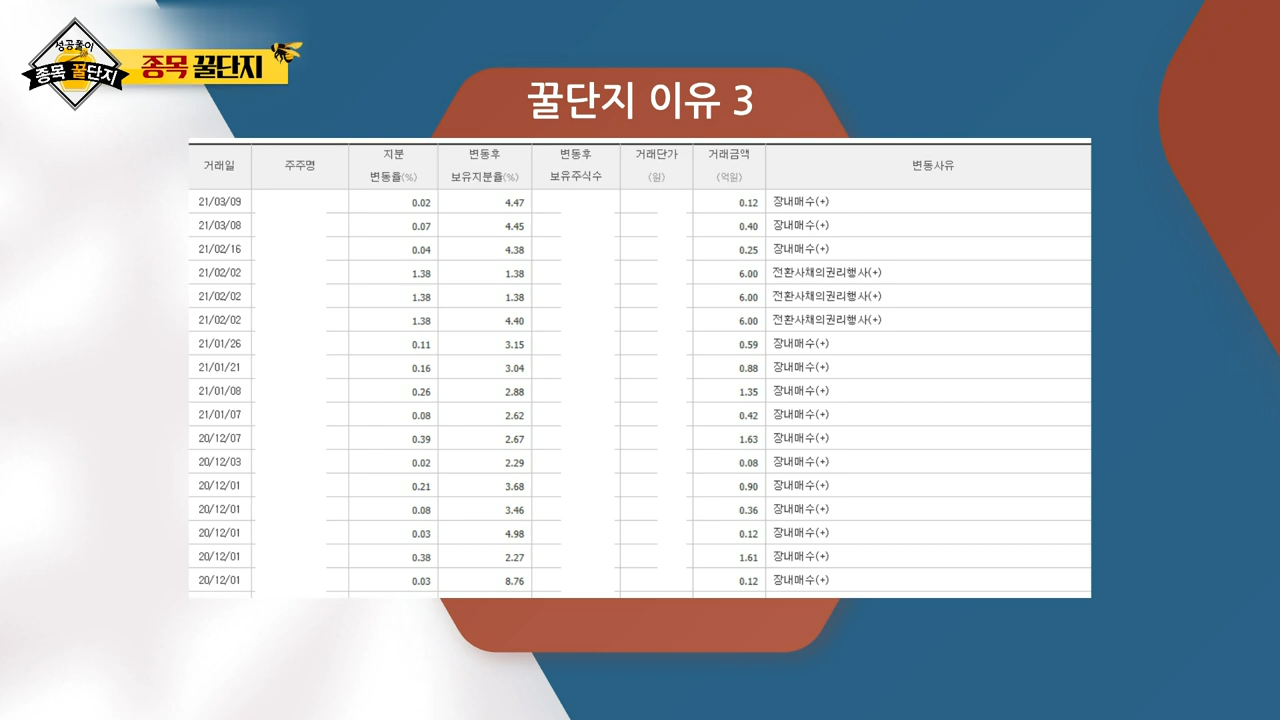 성공풀이
종목 꿀단지
종목 꿀단지
꿀단지 이유 3
거래일 주주명 지분 변동율(%) 변동후 보유지분율(%) 변동후 보유주식수 거래단가 (원) 거래금액 (억원) 변동사유
21/03/09 0.02 4.47 0.12 장내매수(+)
21/03/08 0.07 4.45 0.40 장내매수(+)
21/02/16 0.04 4.38 0.25 장내매수(+)
21/02/02 1.38 1.38 6.00 전환사채의권리행사(+)
21/02/02 1.38 1.38 6.00 전환사채의권리행사(+)
21/02/02 1.38 4.40 6.00 전환사채의권리행사(+)
21/01/26 0.11 3.15 0.59 장내매수(+)
21/01/21 0.16 3.04 0.88 장내매수(+)
21/01/08 0.26 2.88 1.35 장내매수(+)
21/01/07 0.08 2.62 0.42 장내매수(+)
20/12/07 0.39 2.67 1.63 장내매수(+)
20/12/03 0.02 2.29 0.08 장내매수(+)
20/12/01 0.21 3.68 0.90 장내매수(+)
20/12/01 0.08 3.46 0.36 장내매수(+)
20/12/01 0.03 4.98 0.12 장내매수(+)
20/12/01 0.38 2.27 1.61 장내매수(+)
20/12/01 0.03 8.76 0.12 장내매수(+)